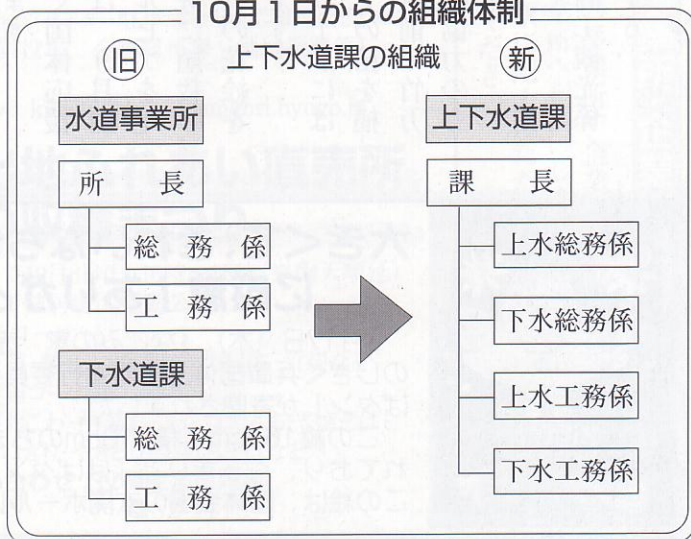 10月1日からの組織体制
上下水道課の組織
旧
水道事業所
所長
総務係
工務係
下水道課
総務係
工務係
新
上下水道課
課長
上水総務係
下水総務係
上水工務係
下水工務係